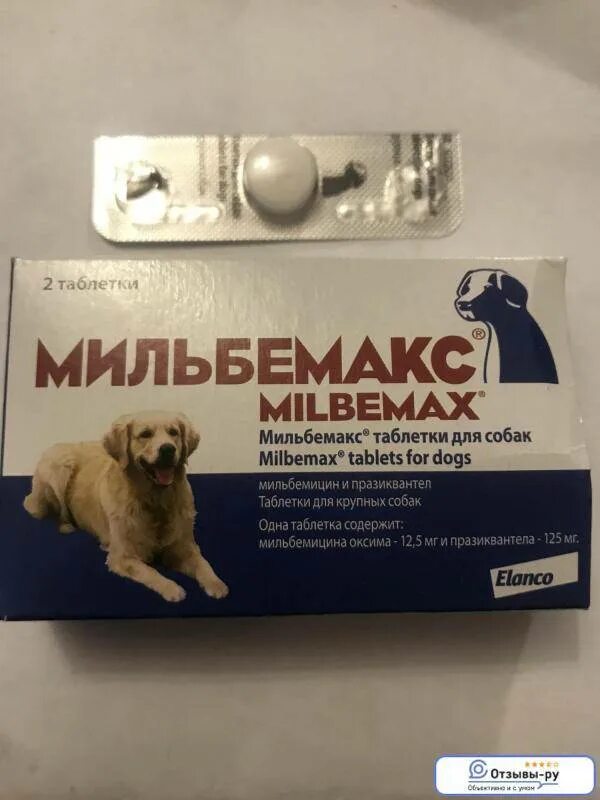 2 таблетки
МИЛЬБЕМАКС®
MILBEMAX®
Мильбемакс® таблетки для собак
Milbemax® tablets for dogs
мильбемицин и празиквантел
Таблетки для крупных собак
Одна таблетка содержит:
мильбемицина оксима - 12,5 мг и празиквантела - 125 мг.
Elanco
Отзывы-ру
Объективно и с умом